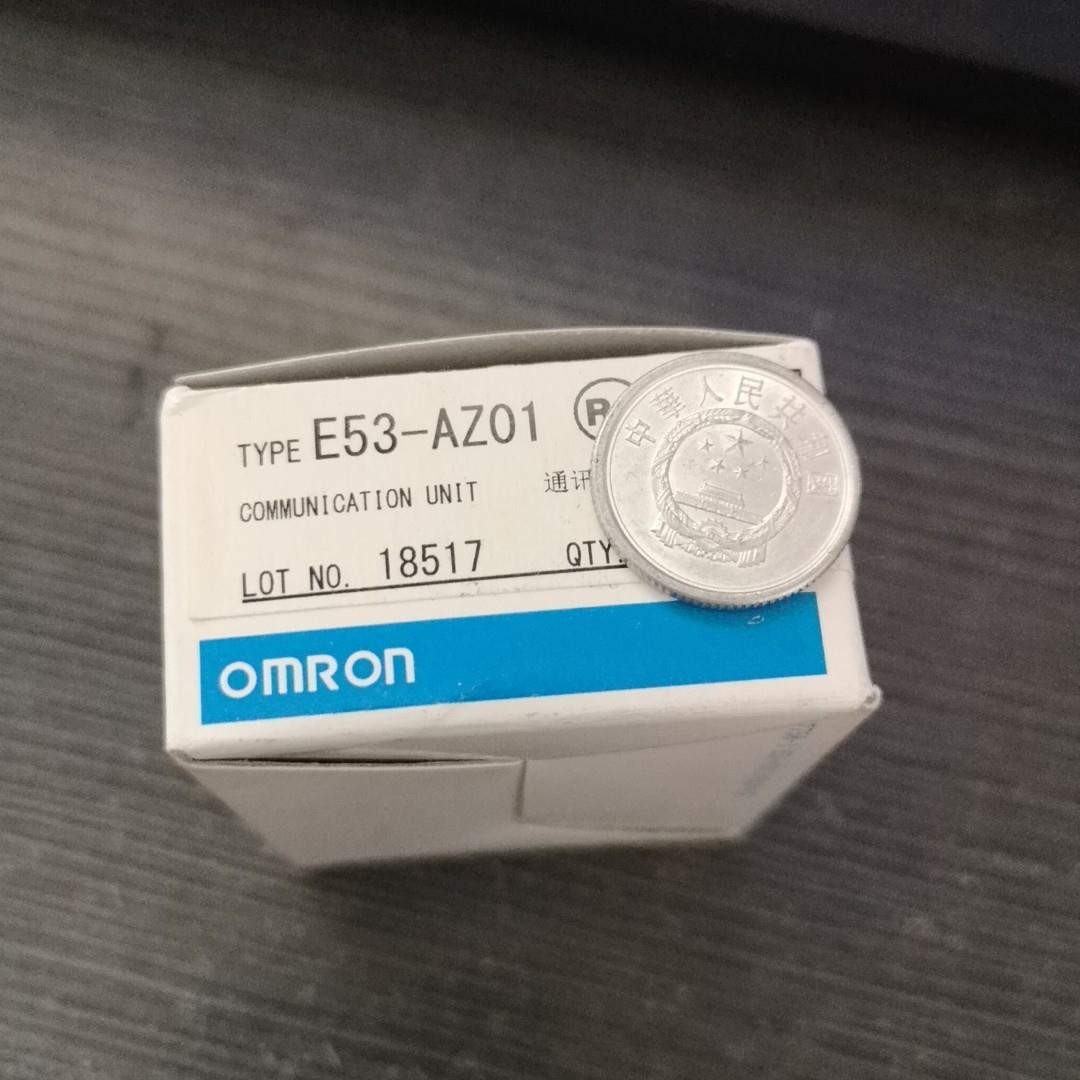 TYPE E53-AZ01 R
COMMUNICATION UNIT 通讯
LOT NO. 18517 QTY.
中華人民共和国
OMRON